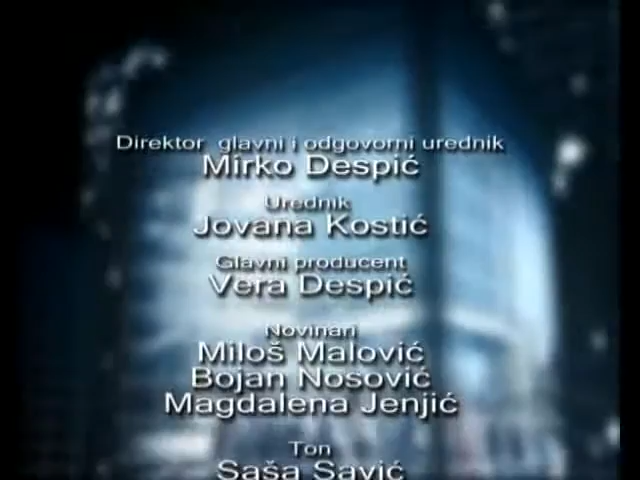 Direktor glavni i odgovorni urednik
Mirko Despić
Urednik
Jovana Kostić
Glavni producent
Vera Despić
Novinari
Miloš Malović
Bojan Nosović
Magdalena Jenjić
Ton
Saša Savić